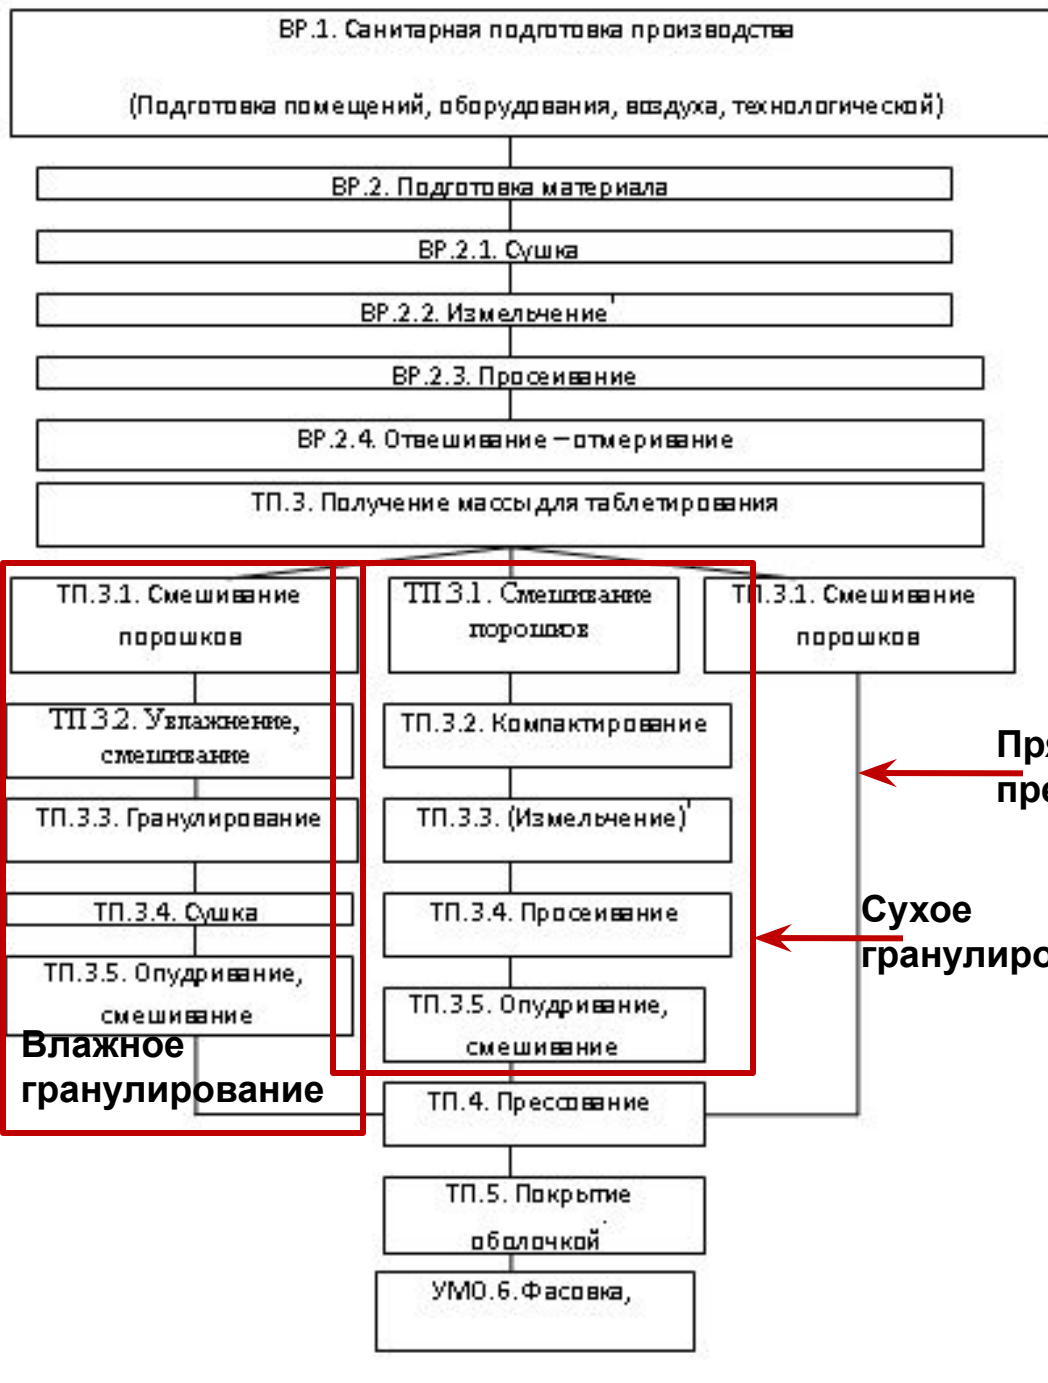 ВР.1. Санитарная подготовка производства
(Подготовка помещений, оборудования, воздуха, технологической)
ВР.2. Подготовка материала
ВР.2.1. Сушка
ВР.2.2. Измельчение
ВР.2.3. Просеивание
ВР.2.4. Отвешивание – отмеривание
ТП.3. Получение массы для таблетирования
ТП.3.1. Смешивание
порошков
ТП.3.2. Увлажнение,
смешивание
ТП.3.3. Гранулирование
ТП.3.4. Сушка
ТП.3.5. Опудривание,
смешивание
Влажное
гранулирование
ТП.3.1. Смешивание
порошков
ТП.3.2. Компактирование
ТП.3.3. (Измельчение)
ТП.3.4. Просеивание
ТП.3.5. Опудривание,
смешивание
ТП.3.1. Смешивание
порошков
Сухое
ТП.4. Прессование
ТП.5. Покрытие
оболочкой
УМО.6.Фасовка,